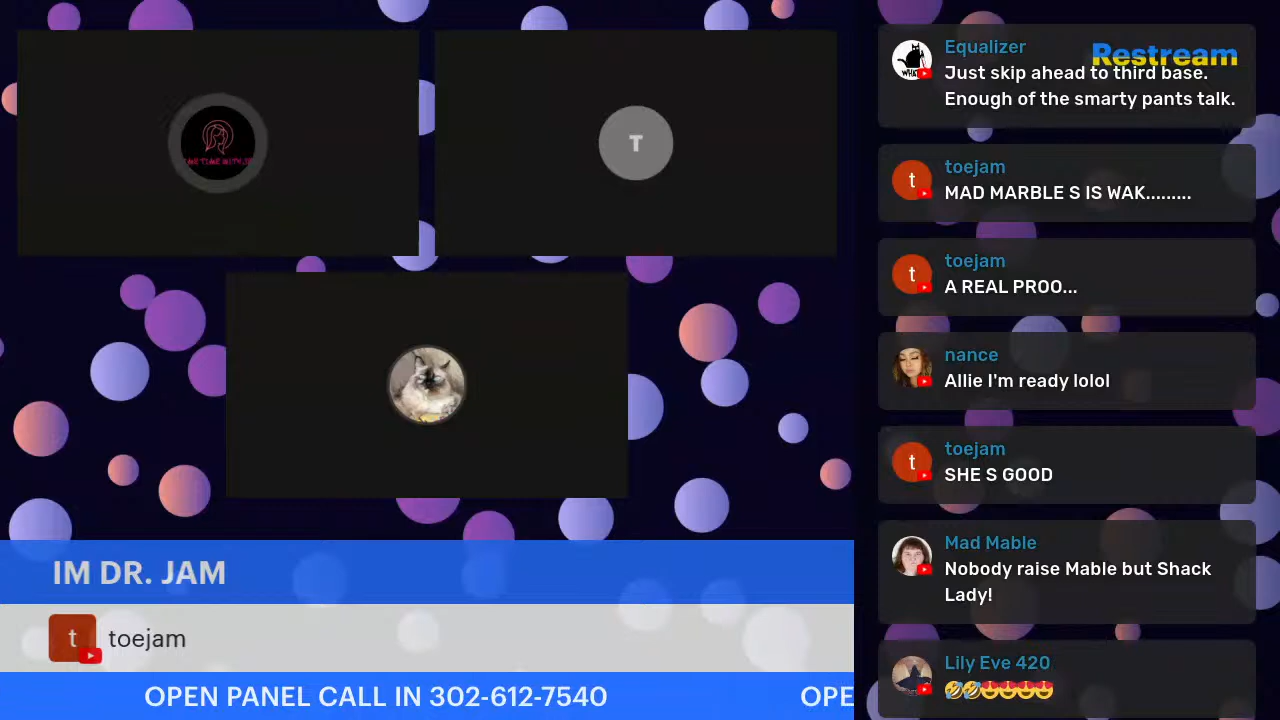 T
IM DR. JAM
t
toejam
OPEN PANEL CALL IN 302-612-7540
OPE
Restream
Equalizer
Just skip ahead to third base.
Enough of the smarty pants talk.
t
toejam
MAD MARBLE S IS WAK.........
t
toejam
A REAL PROO...
nance
Allie I'm ready lolol
t
toejam
SHE S GOOD
Mad Mable
Nobody raise Mable but Shack
Lady!
Lily Eve 420
🤣🤣😍😍😍😍